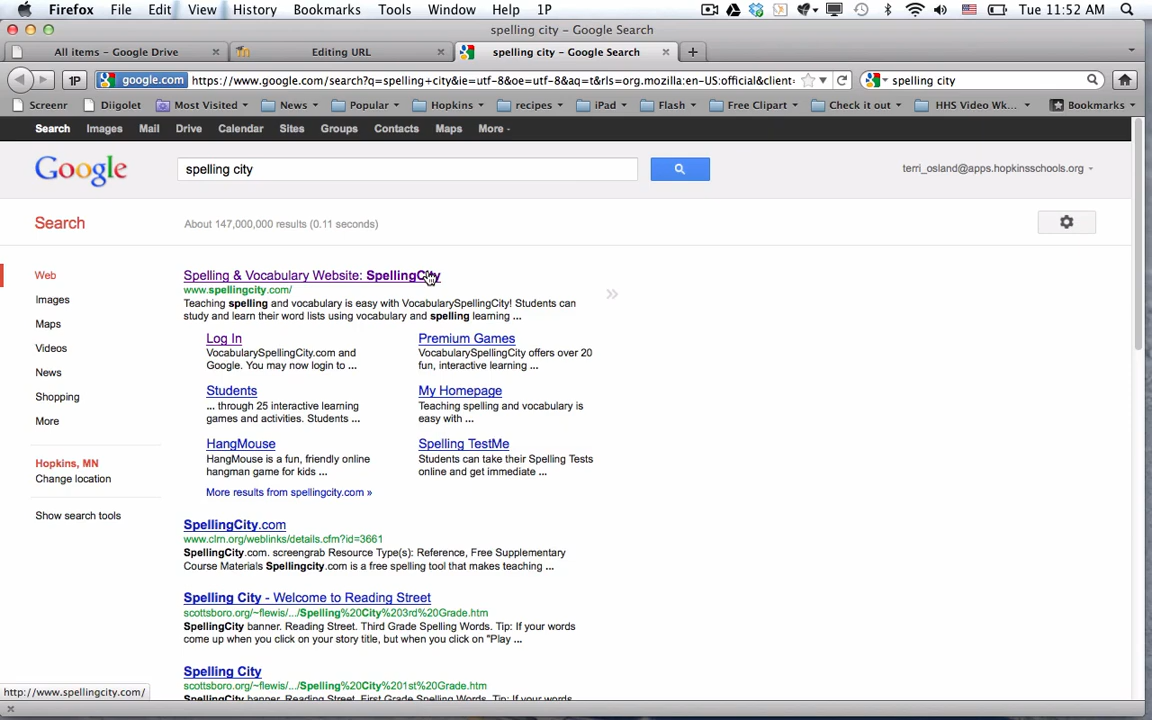 Firefox File Edit View History Bookmarks Tools Window Help 1P Tue 11:52 AM
spelling city - Google Search
All items - Google Drive Editing URL spelling city - Google Search
1P google.com https://www.google.com/search?q=spelling+city&ie=utf-8&oe=utf-8&aq=t&rls=org.mozilla:en-US:official&client= spelling city
Screenr Diigolet Most Visited News Popular Hopkins recipes iPad Flash Free Clipart Check it out HHS Video Wk... Bookmarks
Search Images Mail Drive Calendar Sites Groups Contacts Maps More
Google spelling city terri_osland@apps.hopkinsschools.org
Search About 147,000,000 results (0.11 seconds)
Web
Images
Maps
Videos
News
Shopping
More
Hopkins, MN
Change location
Show search tools
Spelling & Vocabulary Website: SpellingCity
www.spellingcity.com/
Teaching spelling and vocabulary is easy with VocabularySpellingCity! Students can
study and learn their word lists using vocabulary and spelling learning ...
Log In
VocabularySpellingCity.com and
Google. You may now login to ...
Premium Games
VocabularySpellingCity offers over 20
fun, interactive learning ...
Students
... through 25 interactive learning
games and activities. Students ...
My Homepage
Teaching spelling and vocabulary is
easy with ...
HangMouse
HangMouse is a fun, friendly online
hangman game for kids ...
Spelling TestMe
Students can take their Spelling Tests
online and get immediate ...
More results from spellingcity.com »
SpellingCity.com
www.clrn.org/weblinks/details.cfm?id=3661
SpellingCity.com. screengrab Resource Type(s): Reference, Free Supplementary
Course Materials Spellingcity.com is a free spelling tool that makes teaching ...
Spelling City - Welcome to Reading Street
scottsboro.org/~flewis/.../Spelling%20City%203rd%20Grade.htm
SpellingCity banner. Reading Street. Third Grade Spelling Words. Tip: If your words
come up when you click on your story title, but when you click on "Play ...
Spelling City
scottsboro.org/~flewis/.../Spelling%20City%201st%20Grade.htm
SpellingCity banner. Reading Street. First Grade Spelling Words. Tip: If your words
http://www.spellingcity.com/